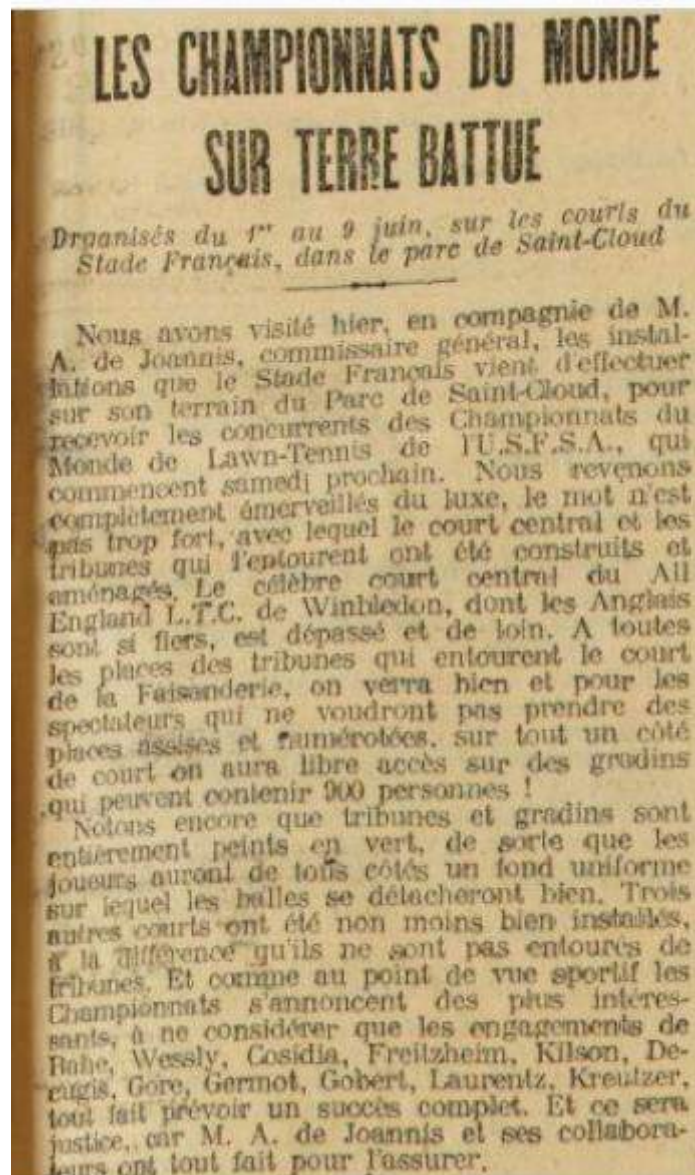 LES CHAMPIONNATS DU MONDE
SUR TERRE BATTUE
Organisés du 1er au 9 juin, sur les courts du
Stade Français, dans le parc de Saint-Cloud
Nous avons visité hier, en compagnie de M.
A. de Joannis, commissaire général, les instal-
lations que le Stade Français vient d'effectuer
sur son terrain du Parc de Saint-Cloud, pour
recevoir les concurrents des Championnats du
Monde de Lawn-Tennis de l'U.S.F.S.A., qui
commencent samedi prochain. Nous revenons
complètement émerveillés du luxe, le mot n'est
pas trop fort, avec lequel le court central et les
tribunes qui l'entourent ont été construits et
aménagés. Le célèbre court central du All
England L.T.C. de Winbledon, dont les Anglais
sont si fiers, est dépassé et de loin. A toutes
les places des tribunes qui entourent le court
de la Faisanderie, on verra bien et pour les
spectateurs qui ne voudront pas prendre des
places assises et numérotées, sur tout un côté
de court on aura libre accès sur des gradins
qui peuvent contenir 900 personnes !
Notons encore que tribunes et gradins sont
entièrement peints en vert, de sorte que les
joueurs auront de tous côtés un fond uniforme
sur lequel les balles se détacheront bien. Trois
autres courts ont été non moins bien installés,
à la différence qu'ils ne sont pas entourés de
tribunes. Et comme au point de vue sportif les
Championnats s'annoncent des plus intéres-
sants, à ne considérer que les engagements de
Rahe, Wessly, Cosidia, Freitzheim, Kilson, De-
cugis, Gore, Germot, Gobert, Laurentz, Kreutzer,
tout fait prévoir un succès complet. Et ce sera
justice, car M. A. de Joannis et ses collabora-
teurs ont tout fait pour l'assurer.